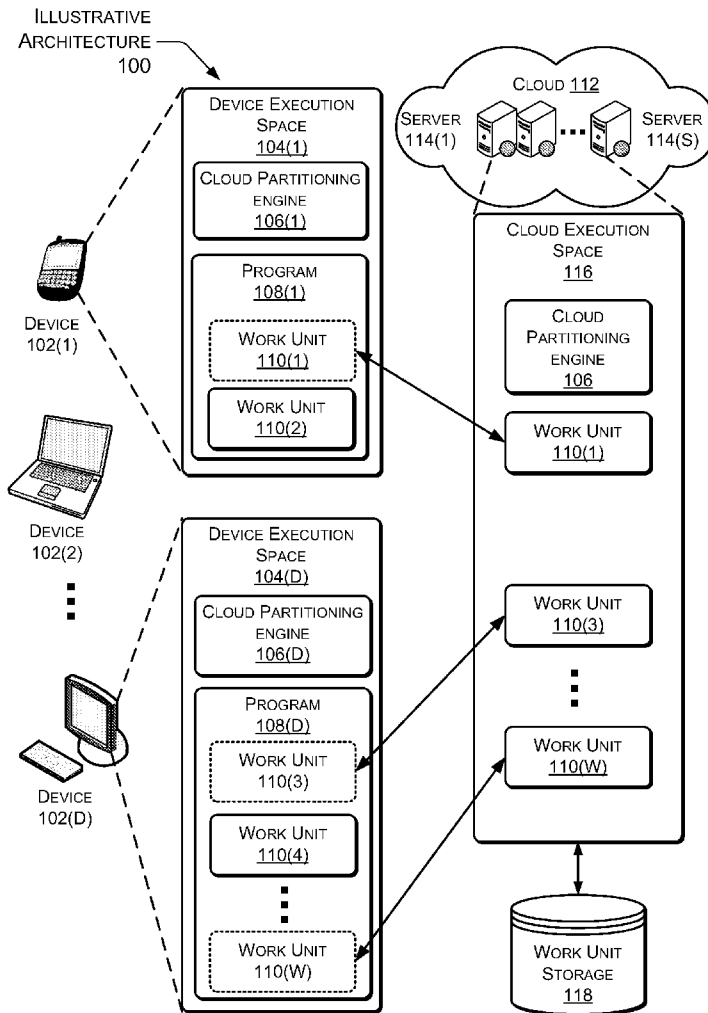 ILLUSTRATIVE
ARCHITECTURE
100
DEVICE EXECUTION
SPACE
104(1)
CLOUD PARTITIONING
ENGINE
106(1)
PROGRAM
108(1)
WORK UNIT
110(1)
WORK UNIT
110(2)
DEVICE
102(1)
DEVICE
102(2)
DEVICE
102(D)
DEVICE EXECUTION
SPACE
104(D)
CLOUD PARTITIONING
ENGINE
106(D)
PROGRAM
108(D)
WORK UNIT
110(3)
WORK UNIT
110(4)
WORK UNIT
110(W)
CLOUD 112
SERVER
114(1)
SERVER
114(S)
CLOUD EXECUTION
SPACE
116
CLOUD
PARTITIONING
ENGINE
106
WORK UNIT
110(1)
WORK UNIT
110(3)
WORK UNIT
110(W)
WORK UNIT
STORAGE
118